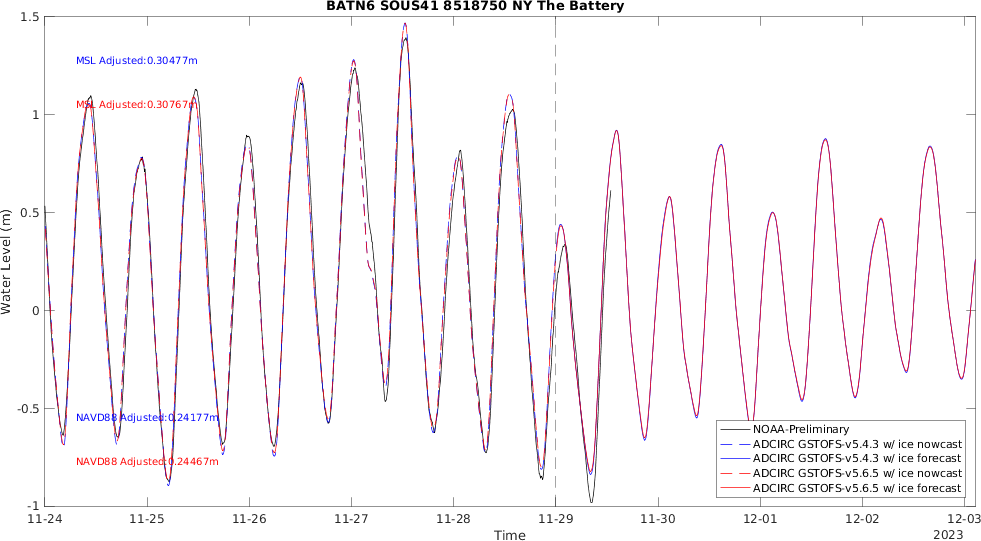 BATN6 SOUS41 8518750 NY The Battery
1.5
MSL Adjusted:0.30477m
1
MSL Adjusted:0.30767m
0.5
Water Level (m)
0
-0.5
NAVD88 Adjusted:0.24177m
NAVD88 Adjusted:0.24467m
-1
NOAA-Preliminary
ADCIRC GSTOFS-v5.4.3 w/ ice nowcast
ADCIRC GSTOFS-v5.4.3 w/ ice forecast
ADCIRC GSTOFS-v5.6.5 w/ ice nowcast
ADCIRC GSTOFS-v5.6.5 w/ ice forecast
11-24 11-25 11-26 11-27 11-28 11-29 11-30 12-01 12-02 12-03
Time
2023